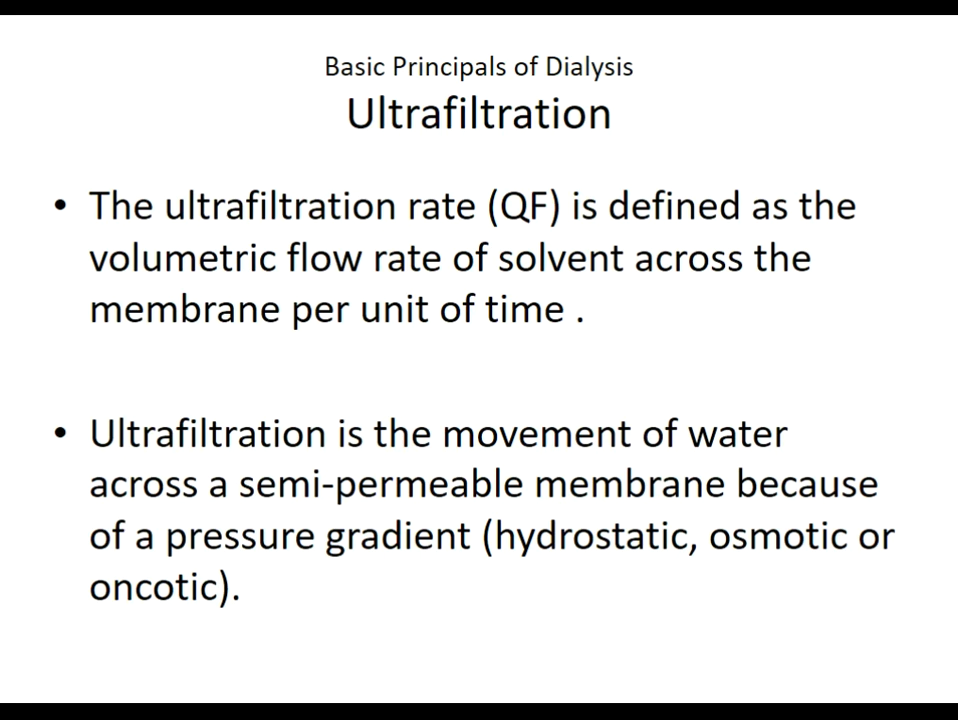 Basic Principals of Dialysis
Ultrafiltration
• The ultrafiltration rate (QF) is defined as the
volumetric flow rate of solvent across the
membrane per unit of time .
• Ultrafiltration is the movement of water
across a semi-permeable membrane because
of a pressure gradient (hydrostatic, osmotic or
oncotic).